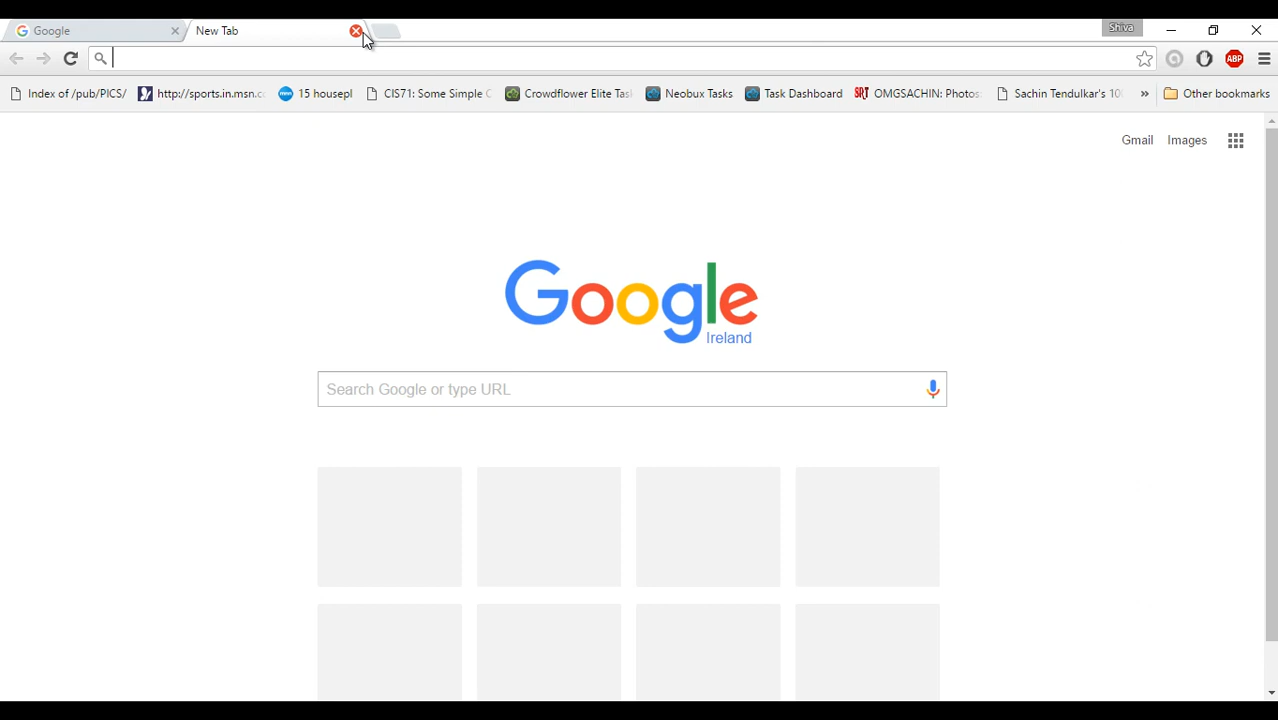 Google
New Tab
Shiva
Index of /pub/PICS/
http://sports.in.msn.c
15 housepl
CIS71: Some Simple C
Crowdflower Elite Tas
Neobux Tasks
Task Dashboard
SRT OMGSACHIN: Photos
Sachin Tendulkar's 10
»
Other bookmarks
ABP
Gmail
Images
Google
Ireland
Search Google or type URL